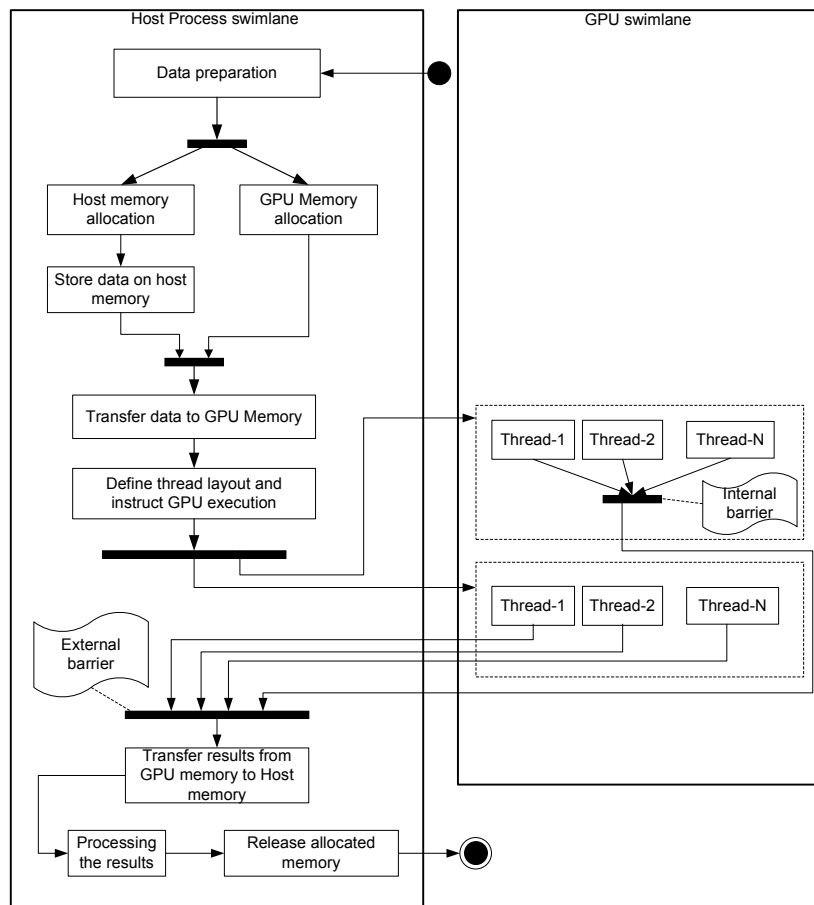 Host Process swimlane
GPU swimlane
Data preparation
Host memory
allocation
GPU Memory
allocation
Store data on host
memory
Transfer data to GPU Memory
Define thread layout and
instruct GPU execution
Thread-1
Thread-2
Thread-N
Internal
barrier
Thread-1
Thread-2
Thread-N
External
barrier
Transfer results from
GPU memory to Host
memory
Processing
the results
Release allocated
memory